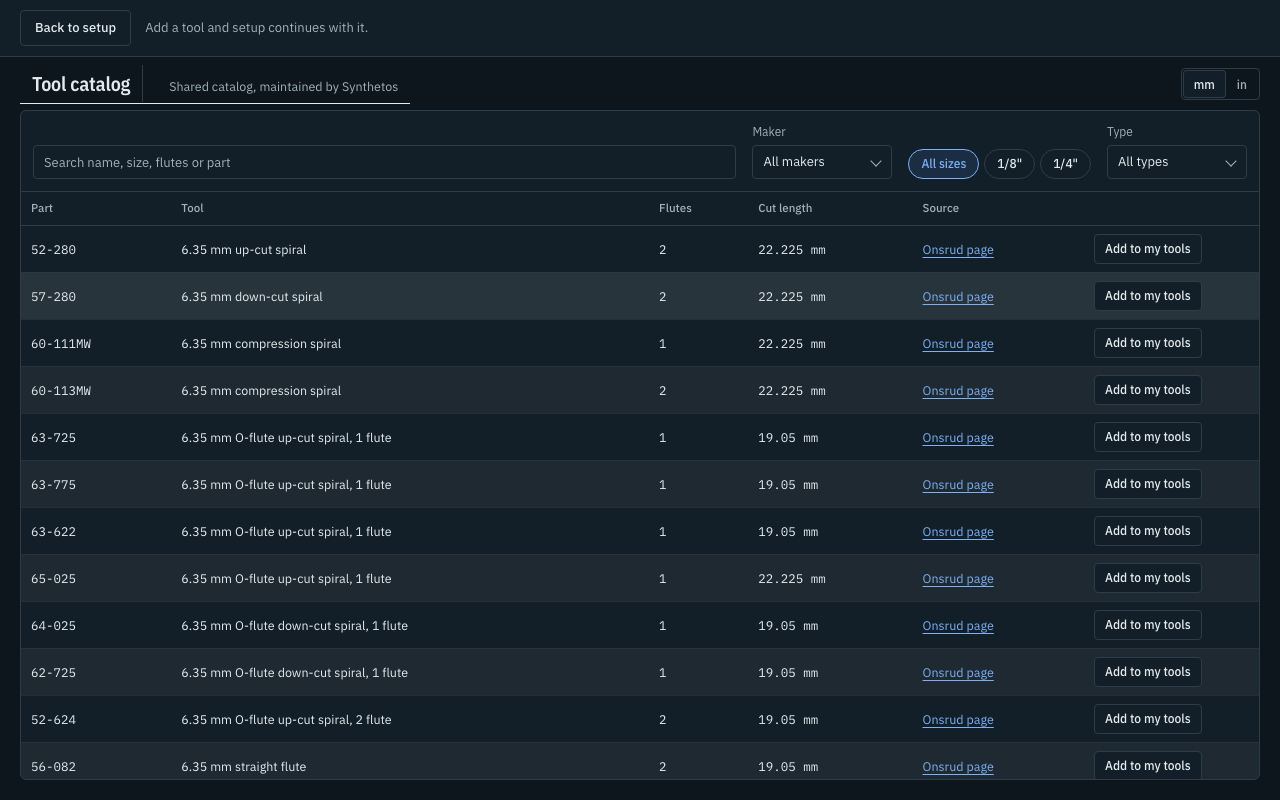 Back to setup Add a tool and setup continues with it.
Tool catalog Shared catalog, maintained by Synthetos mm in
Maker Type
Search name, size, flutes or part All makers All sizes 1/8" 1/4" All types
Part Tool Flutes Cut length Source
52-280 6.35 mm up-cut spiral 2 22.225 mm Onsrud page Add to my tools
57-280 6.35 mm down-cut spiral 2 22.225 mm Onsrud page Add to my tools
60-111MW 6.35 mm compression spiral 1 22.225 mm Onsrud page Add to my tools
60-113MW 6.35 mm compression spiral 2 22.225 mm Onsrud page Add to my tools
63-725 6.35 mm O-flute up-cut spiral, 1 flute 1 19.05 mm Onsrud page Add to my tools
63-775 6.35 mm O-flute up-cut spiral, 1 flute 1 19.05 mm Onsrud page Add to my tools
63-622 6.35 mm O-flute up-cut spiral, 1 flute 1 19.05 mm Onsrud page Add to my tools
65-025 6.35 mm O-flute up-cut spiral, 1 flute 1 22.225 mm Onsrud page Add to my tools
64-025 6.35 mm O-flute down-cut spiral, 1 flute 1 19.05 mm Onsrud page Add to my tools
62-725 6.35 mm O-flute down-cut spiral, 1 flute 1 19.05 mm Onsrud page Add to my tools
52-624 6.35 mm O-flute up-cut spiral, 2 flute 2 19.05 mm Onsrud page Add to my tools
56-082 6.35 mm straight flute 2 19.05 mm Onsrud page Add to my tools